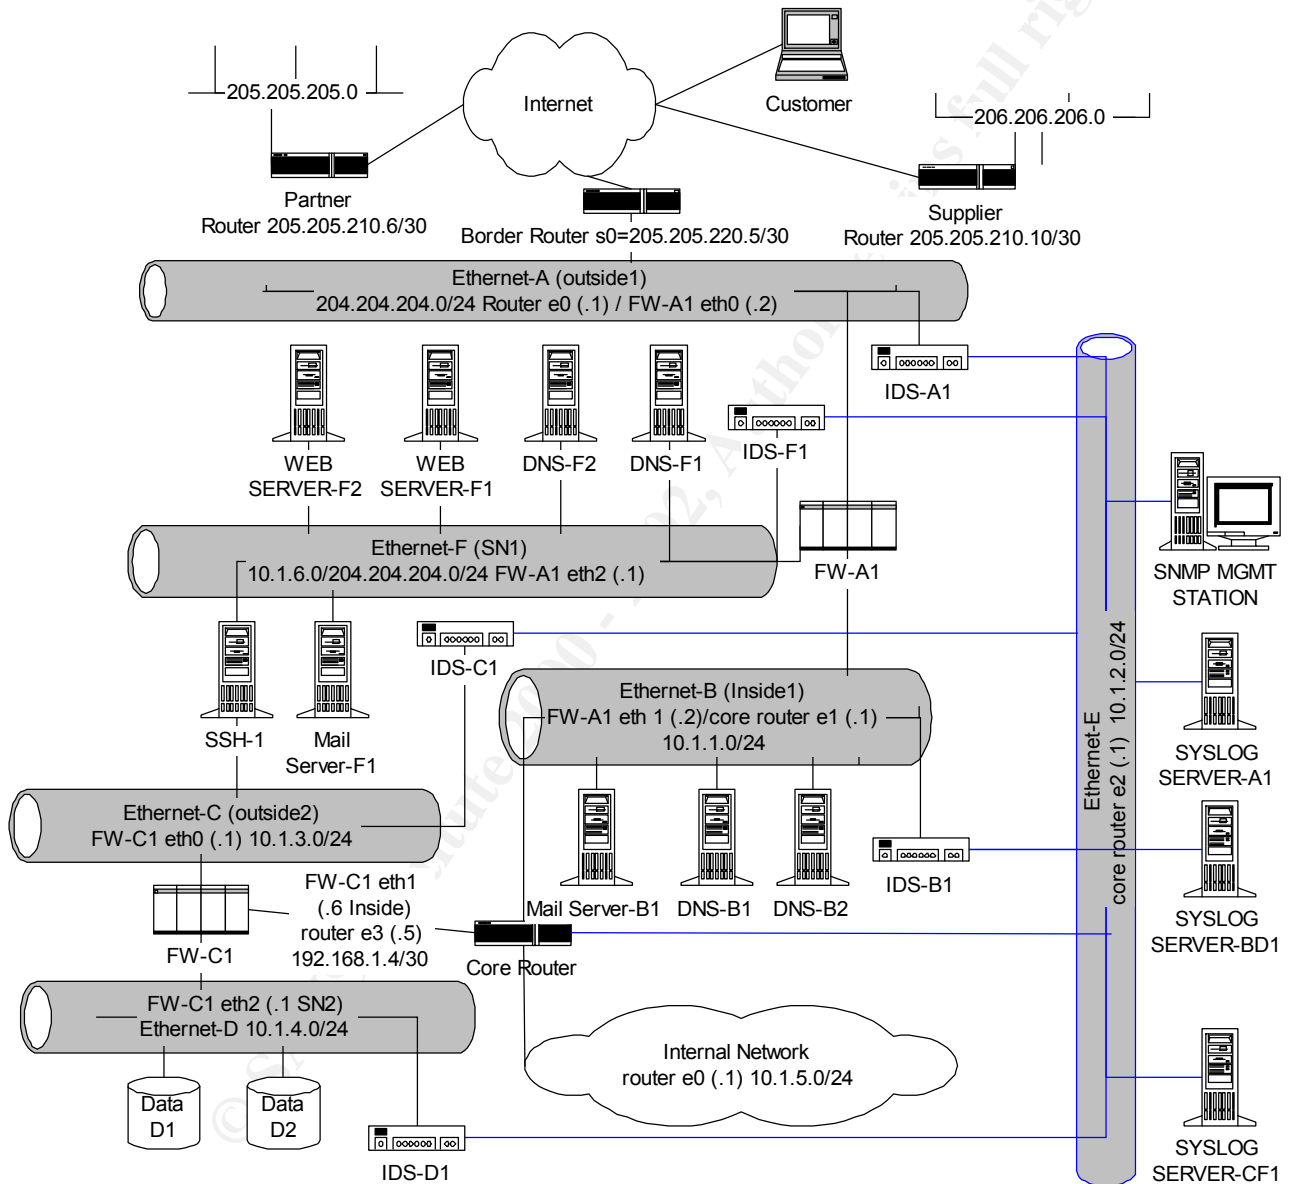 205.205.205.0
Internet
Customer
206.206.206.0
Partner
Router 205.205.210.6/30
Border Router s0=205.205.220.5/30
Supplier
Router 205.205.210.10/30
Ethernet-A (outside1)
204.204.204.0/24 Router e0 (.1) / FW-A1 eth0 (.2)
IDS-A1
WEB
SERVER-F2
WEB
SERVER-F1
DNS-F2
DNS-F1
IDS-F1
Ethernet-F (SN1)
10.1.6.0/204.204.204.0/24 FW-A1 eth2 (.1)
FW-A1
SNMP MGMT
STATION
SSH-1
Mail
Server-F1
IDS-C1
Ethernet-B (Inside1)
FW-A1 eth 1 (.2)/core router e1 (.1)
10.1.1.0/24
Ethernet-E
core router e2 (.1) 10.1.2.0/24
SYSLOG
SERVER-A1
Ethernet-C (outside2)
FW-C1 eth0 (.1) 10.1.3.0/24
Mail Server-B1
DNS-B1
DNS-B2
IDS-B1
SYSLOG
SERVER-BD1
FW-C1 eth1
(.6 Inside)
router e3 (.5)
192.168.1.4/30
FW-C1
Core Router
FW-C1 eth2 (.1 SN2)
Ethernet-D 10.1.4.0/24
Internal Network
router e0 (.1) 10.1.5.0/24
Data
D1
Data
D2
IDS-D1
SYSLOG
SERVER-CF1